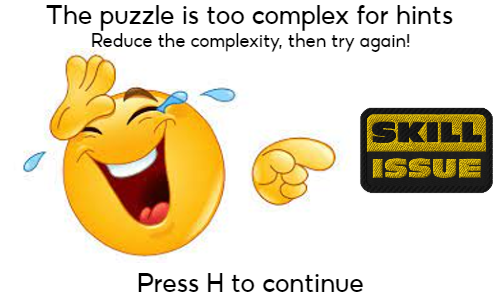 The puzzle is too complex for hints
Reduce the complexity, then try again!
SKILL
ISSUE
Press H to continue